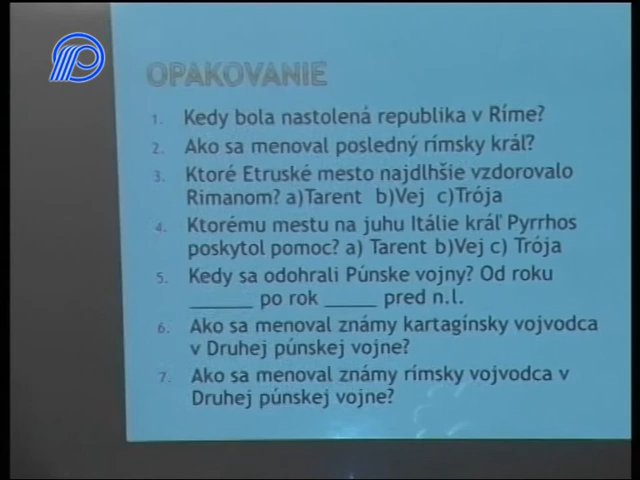 OPAKOVANIE
1. Kedy bola nastolená republika v Ríme?
2. Ako sa menoval posledný rímsky kráľ?
3. Ktoré Etruské mesto najdlhšie vzdorovalo
Rimanom? a)Tarent b)Vej c)Trója
4. Ktorému mestu na juhu Itálie kráľ Pyrrhos
poskytol pomoc? a) Tarent b)Vej c) Trója
5. Kedy sa odohrali Púnske vojny? Od roku
______ po rok _____ pred n.l.
6. Ako sa menoval známy kartagínsky vojvodca
v Druhej púnskej vojne?
7. Ako sa menoval známy rímsky vojvodca v
Druhej púnskej vojne?